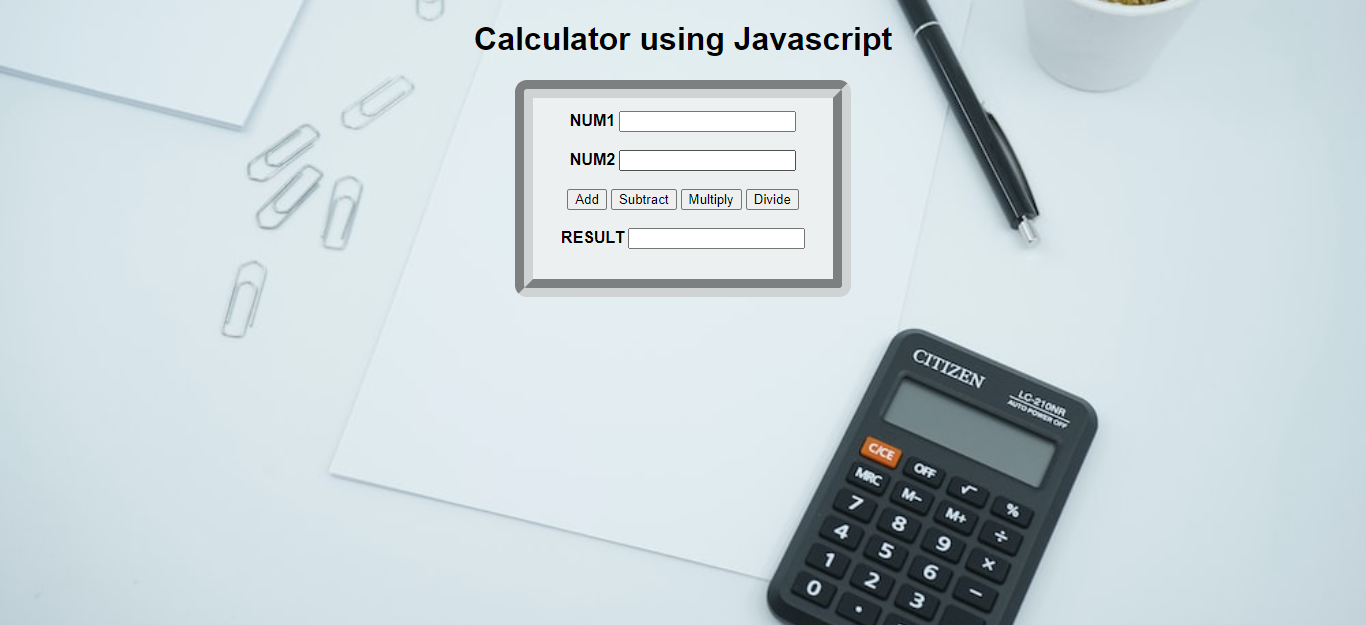 Calculator using Javascript
NUM1
NUM2
Add Subtract Multiply Divide
RESULT
CITIZEN
LC-210NR
AUTO POWER OFF
C/CE OFF √ %
MRC M− M+ ÷
7 8 9 ×
4 5 6 −
1 2 3
0 .